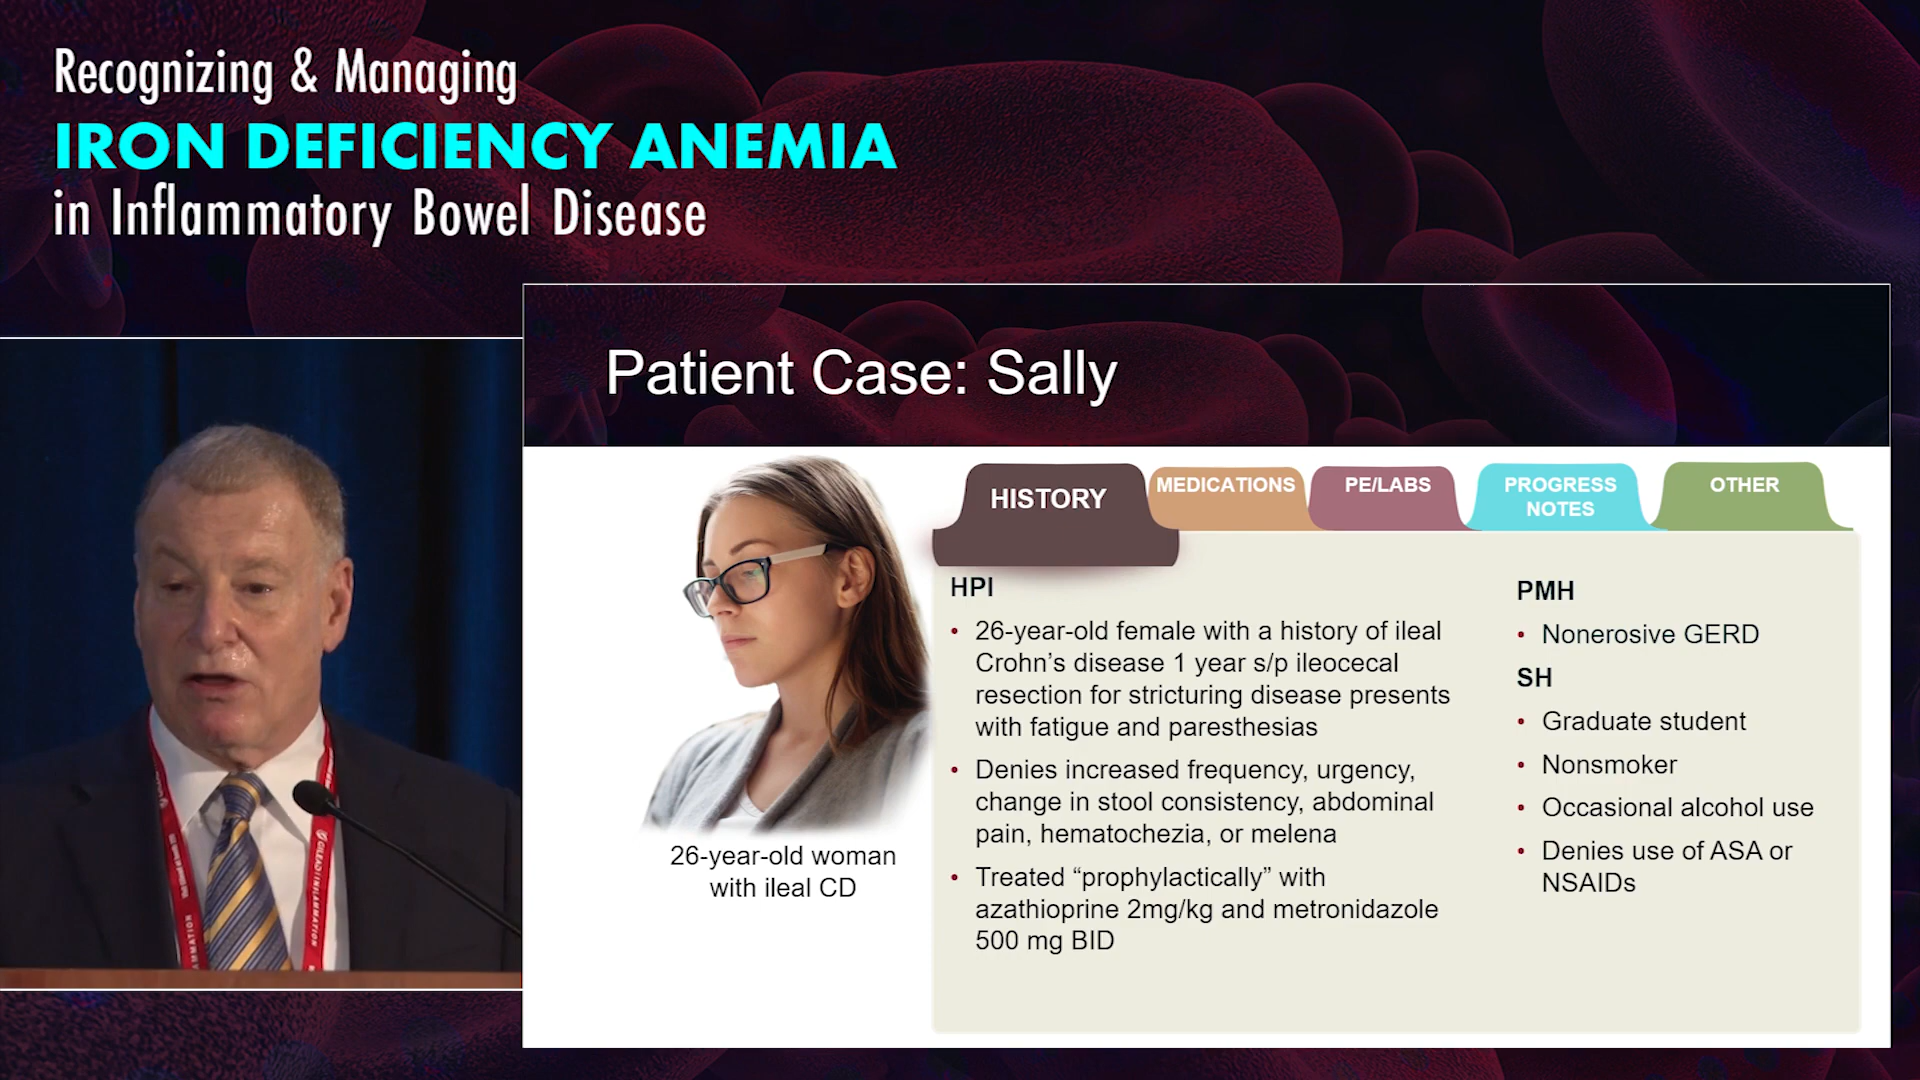 Recognizing & Managing
IRON DEFICIENCY ANEMIA
in Inflammatory Bowel Disease
Patient Case: Sally
HISTORY
MEDICATIONS
PE/LABS
PROGRESS
NOTES
OTHER
HPI
• 26-year-old female with a history of ileal
Crohn’s disease 1 year s/p ileocecal
resection for stricturing disease presents
with fatigue and paresthesias
• Denies increased frequency, urgency,
change in stool consistency, abdominal
pain, hematochezia, or melena
• Treated “prophylactically” with
azathioprine 2mg/kg and metronidazole
500 mg BID
PMH
• Nonerosive GERD
SH
• Graduate student
• Nonsmoker
• Occasional alcohol use
• Denies use of ASA or
NSAIDs
26-year-old woman
with ileal CD
GILEAD | INFLAMMATION